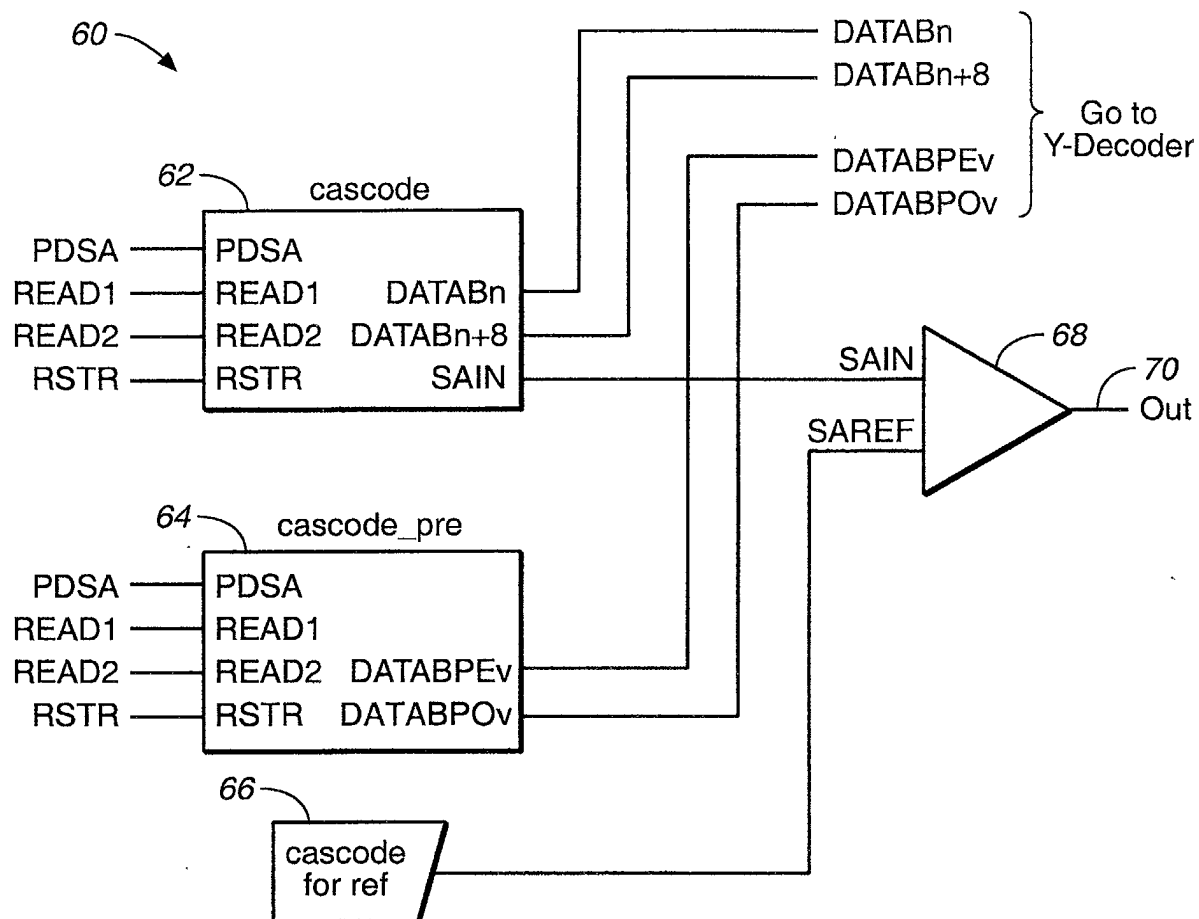 60
DATABn
DATABn+8
DATABPEv
DATABPOv
Go to
Y-Decoder
62
cascode
PDSA
READ1
READ2
RSTR
PDSA
READ1
READ2
RSTR
DATABn
DATABn+8
SAIN
SAIN
SAREF
68
70
Out
64
cascode_pre
PDSA
READ1
READ2
RSTR
PDSA
READ1
READ2
RSTR
DATABPEv
DATABPOv
66
cascode
for ref